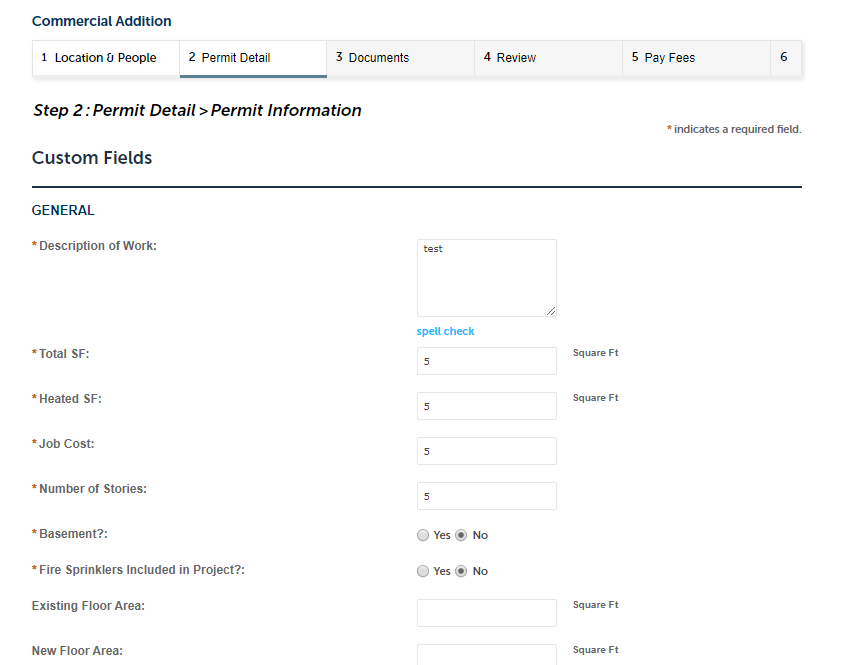 Commercial Addition
1 Location & People 2 Permit Detail 3 Documents 4 Review 5 Pay Fees 6
Step 2: Permit Detail > Permit Information
* indicates a required field.
Custom Fields
GENERAL
* Description of Work: test
spell check
* Total SF: 5 Square Ft
* Heated SF: 5 Square Ft
* Job Cost: 5
* Number of Stories: 5
* Basement?: Yes No
* Fire Sprinklers Included in Project?: Yes No
Existing Floor Area: Square Ft
New Floor Area: Square Ft